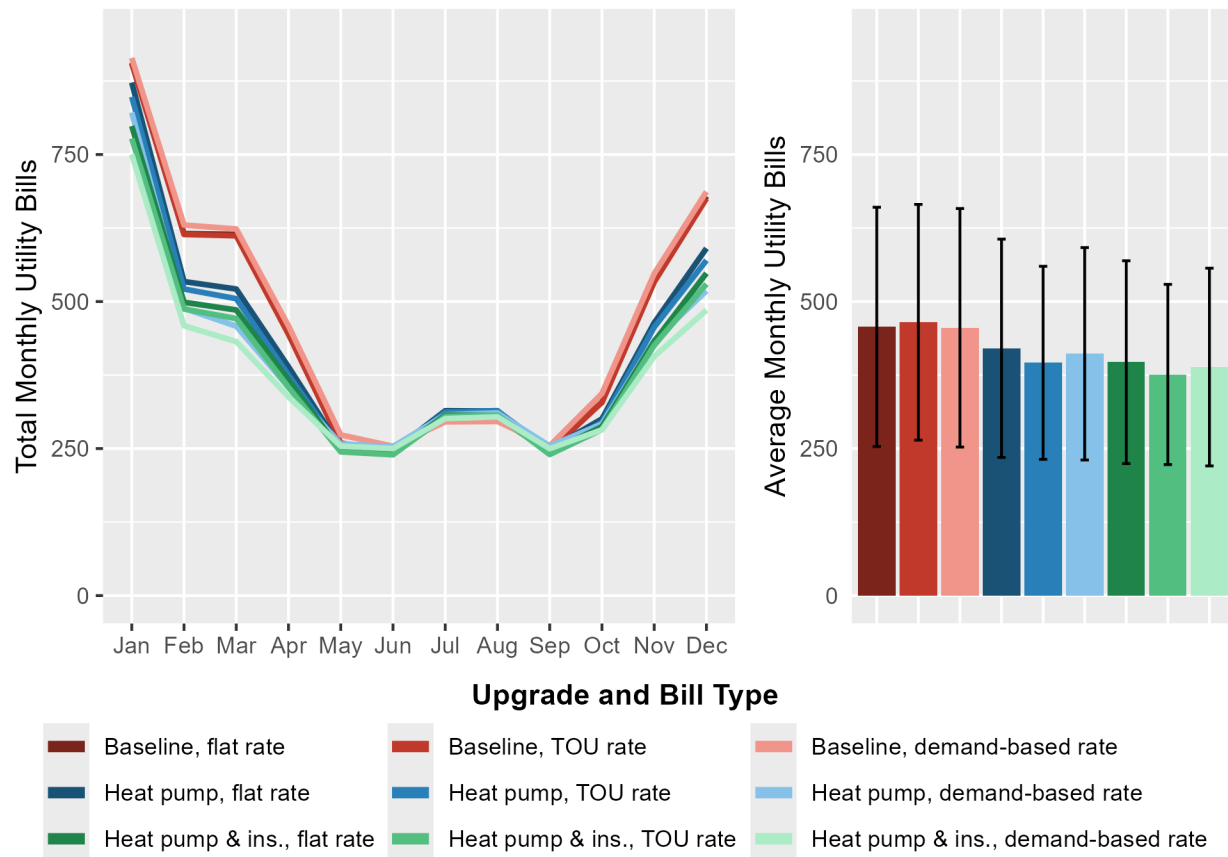 Total Monthly Utility Bills
750
500
250
0
Jan Feb Mar Apr May Jun Jul Aug Sep Oct Nov Dec
Average Monthly Utility Bills
750
500
250
0
Upgrade and Bill Type
Baseline, flat rate
Baseline, TOU rate
Baseline, demand-based rate
Heat pump, flat rate
Heat pump, TOU rate
Heat pump, demand-based rate
Heat pump & ins., flat rate
Heat pump & ins., TOU rate
Heat pump & ins., demand-based rate